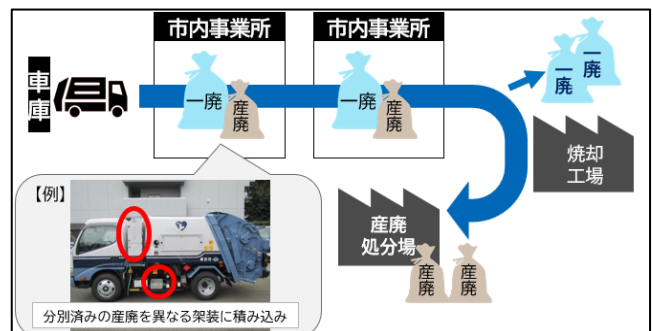 市内事業所
市内事業所
車庫
一廃
産廃
一廃
産廃
一廃
一廃
焼却
工場
産廃
処分場
産廃
産廃
【例】
分別済みの産廃を異なる架装に積み込み